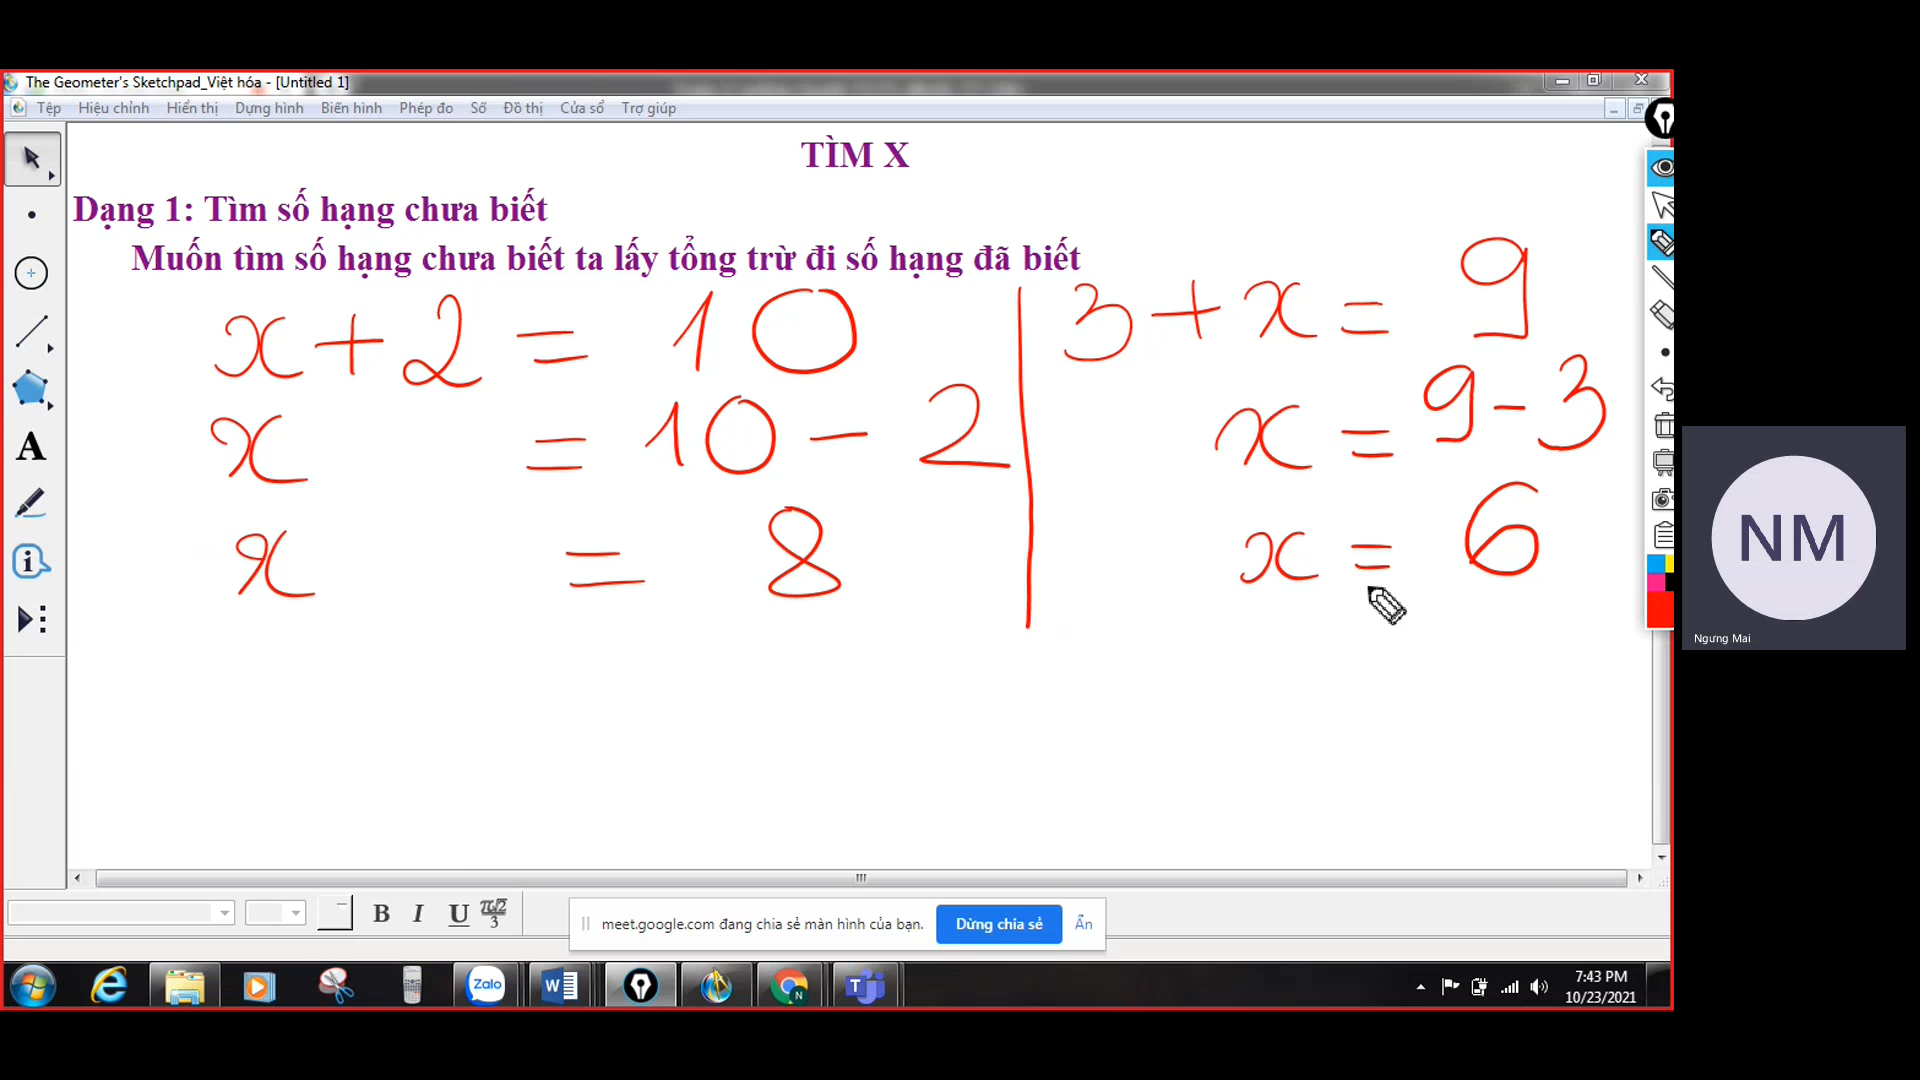 The Geometer's Sketchpad_Việt hóa - [Untitled 1]
Tệp Hiệu chỉnh Hiển thị Dựng hình Biến hình Phép đo Số Đồ thị Cửa sổ Trợ giúp
TÌM X
Dạng 1: Tìm số hạng chưa biết
Muốn tìm số hạng chưa biết ta lấy tổng trừ đi số hạng đã biết
x + 2 = 10
x = 10 - 2
x = 8
3 + x = 9
x = 9 - 3
x = 6
A
NM
Ngưng Mai
B I U π√2/3
meet.google.com đang chia sẻ màn hình của bạn. Dừng chia sẻ Ẩn
Zalo W N T
7:43 PM
10/23/2021